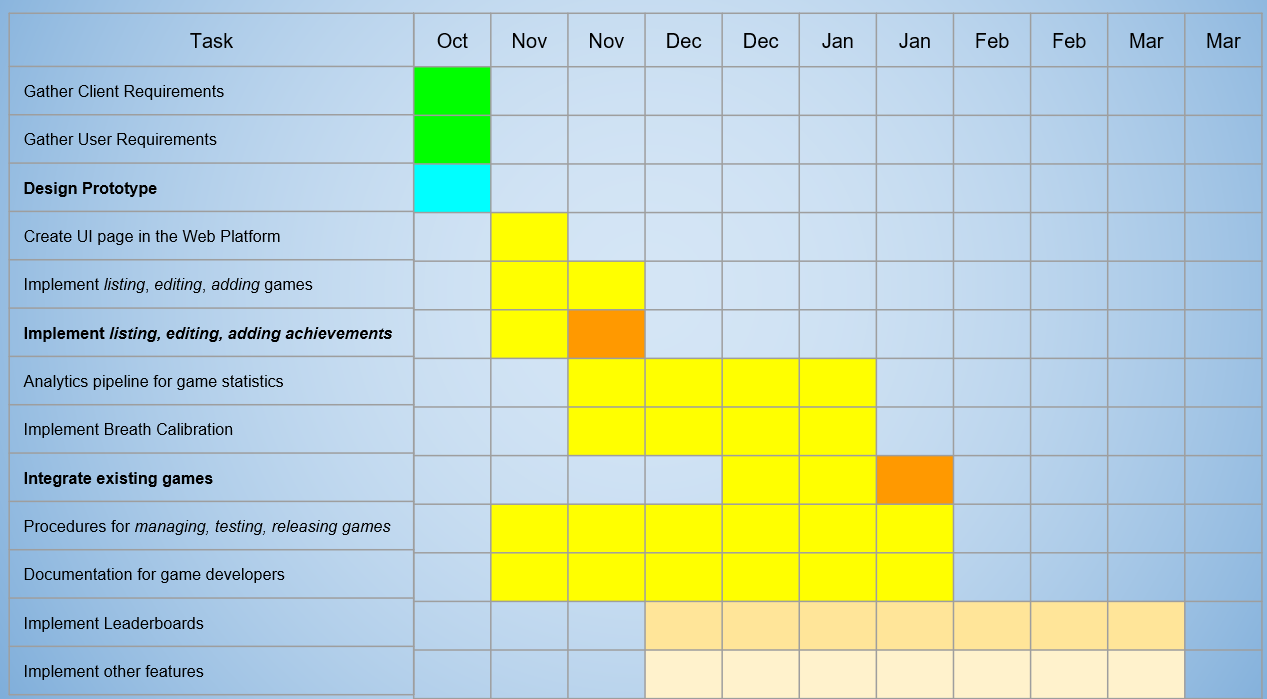 Task Oct Nov Nov Dec Dec Jan Jan Feb Feb Mar Mar
Gather Client Requirements
Gather User Requirements
Design Prototype
Create UI page in the Web Platform
Implement listing, editing, adding games
Implement listing, editing, adding achievements
Analytics pipeline for game statistics
Implement Breath Calibration
Integrate existing games
Procedures for managing, testing, releasing games
Documentation for game developers
Implement Leaderboards
Implement other features